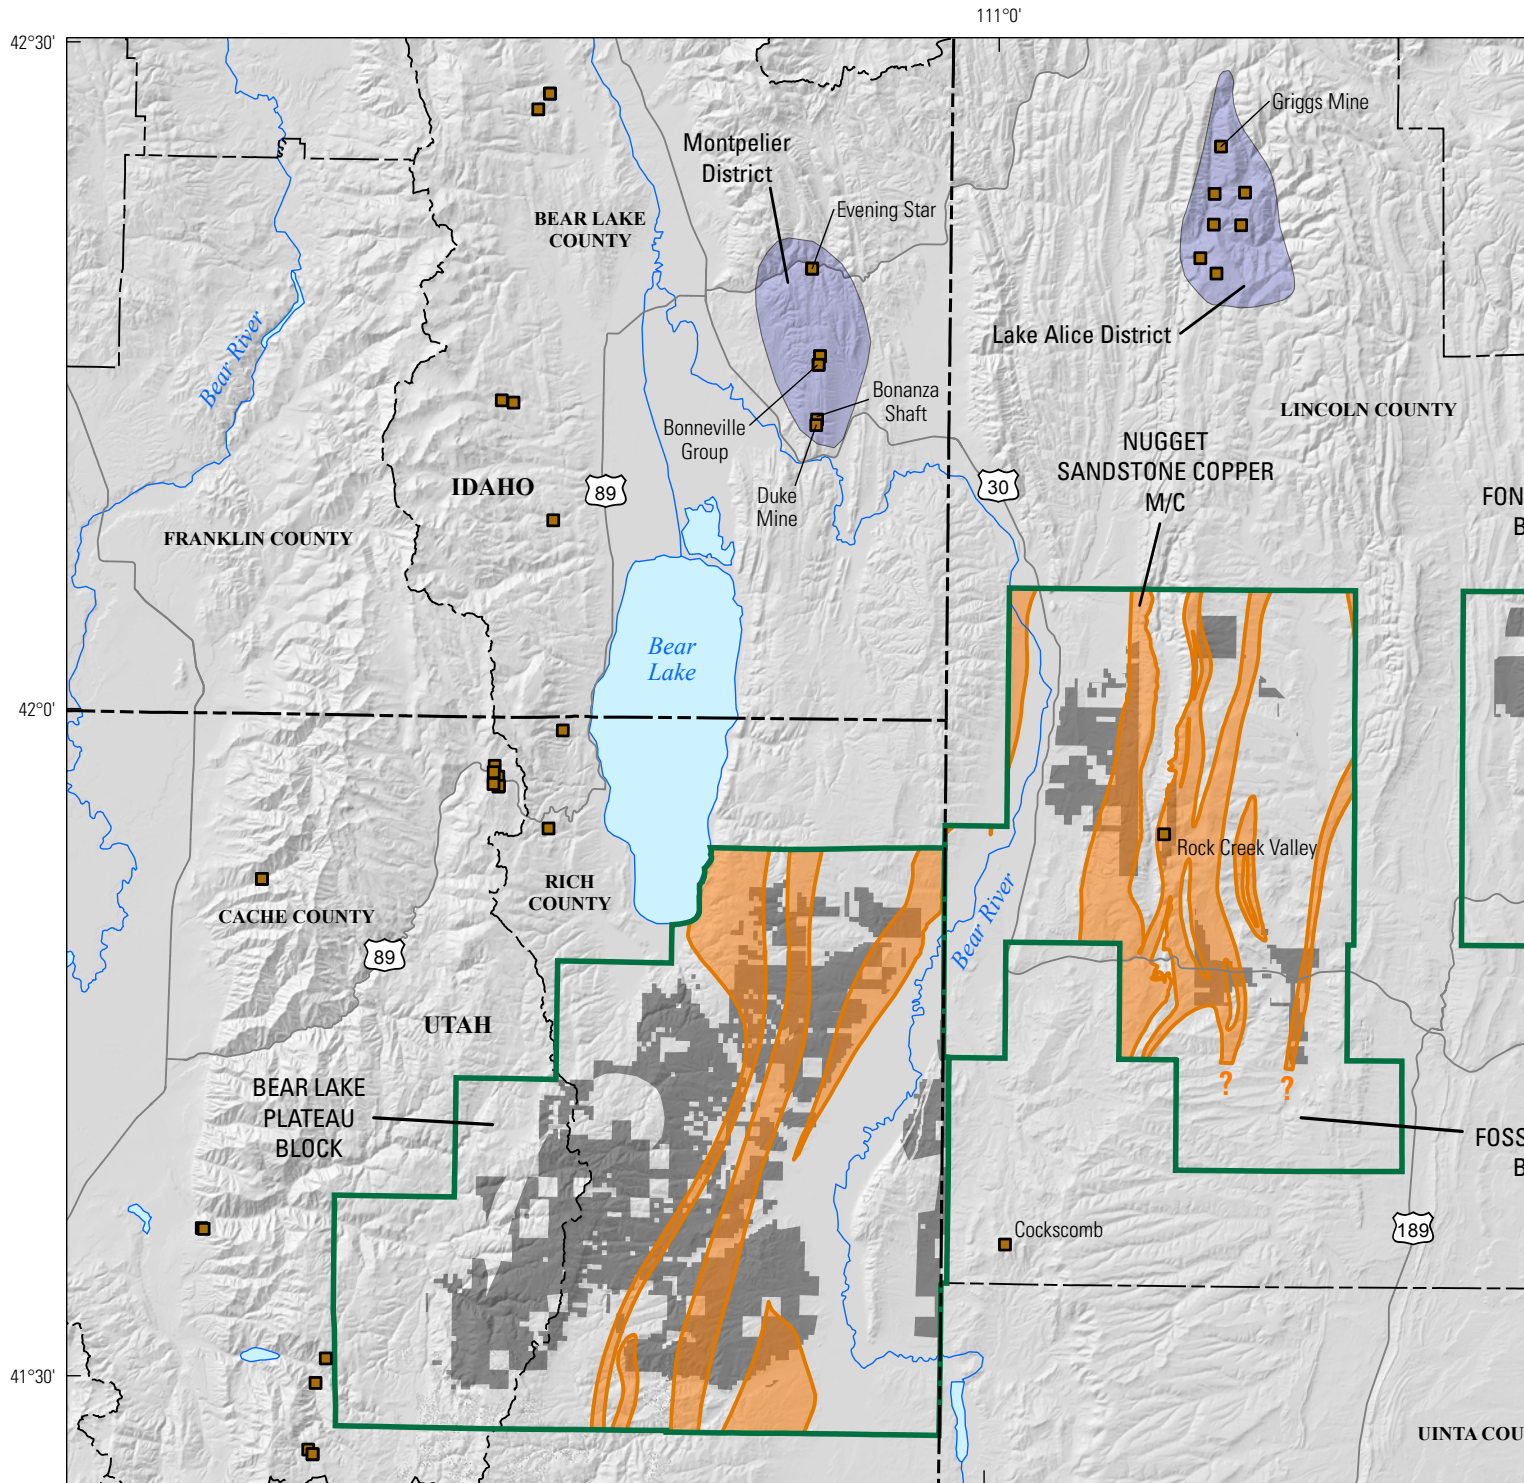 111°0'
42°30'
Griggs Mine
Montpelier
District
Evening Star
BEAR LAKE
COUNTY
Bear River
Lake Alice District
Bonanza
Shaft
LINCOLN COUNTY
Bonneville
Group
NUGGET
SANDSTONE COPPER
M/C
IDAHO
89
30
Duke
Mine
FON
B
FRANKLIN COUNTY
Bear
Lake
42°0'
Rock Creek Valley
RICH
COUNTY
CACHE COUNTY
Bear River
89
UTAH
BEAR LAKE
PLATEAU
BLOCK
?
?
FOSS
B
Cockscomb
189
41°30'
UINTA COU